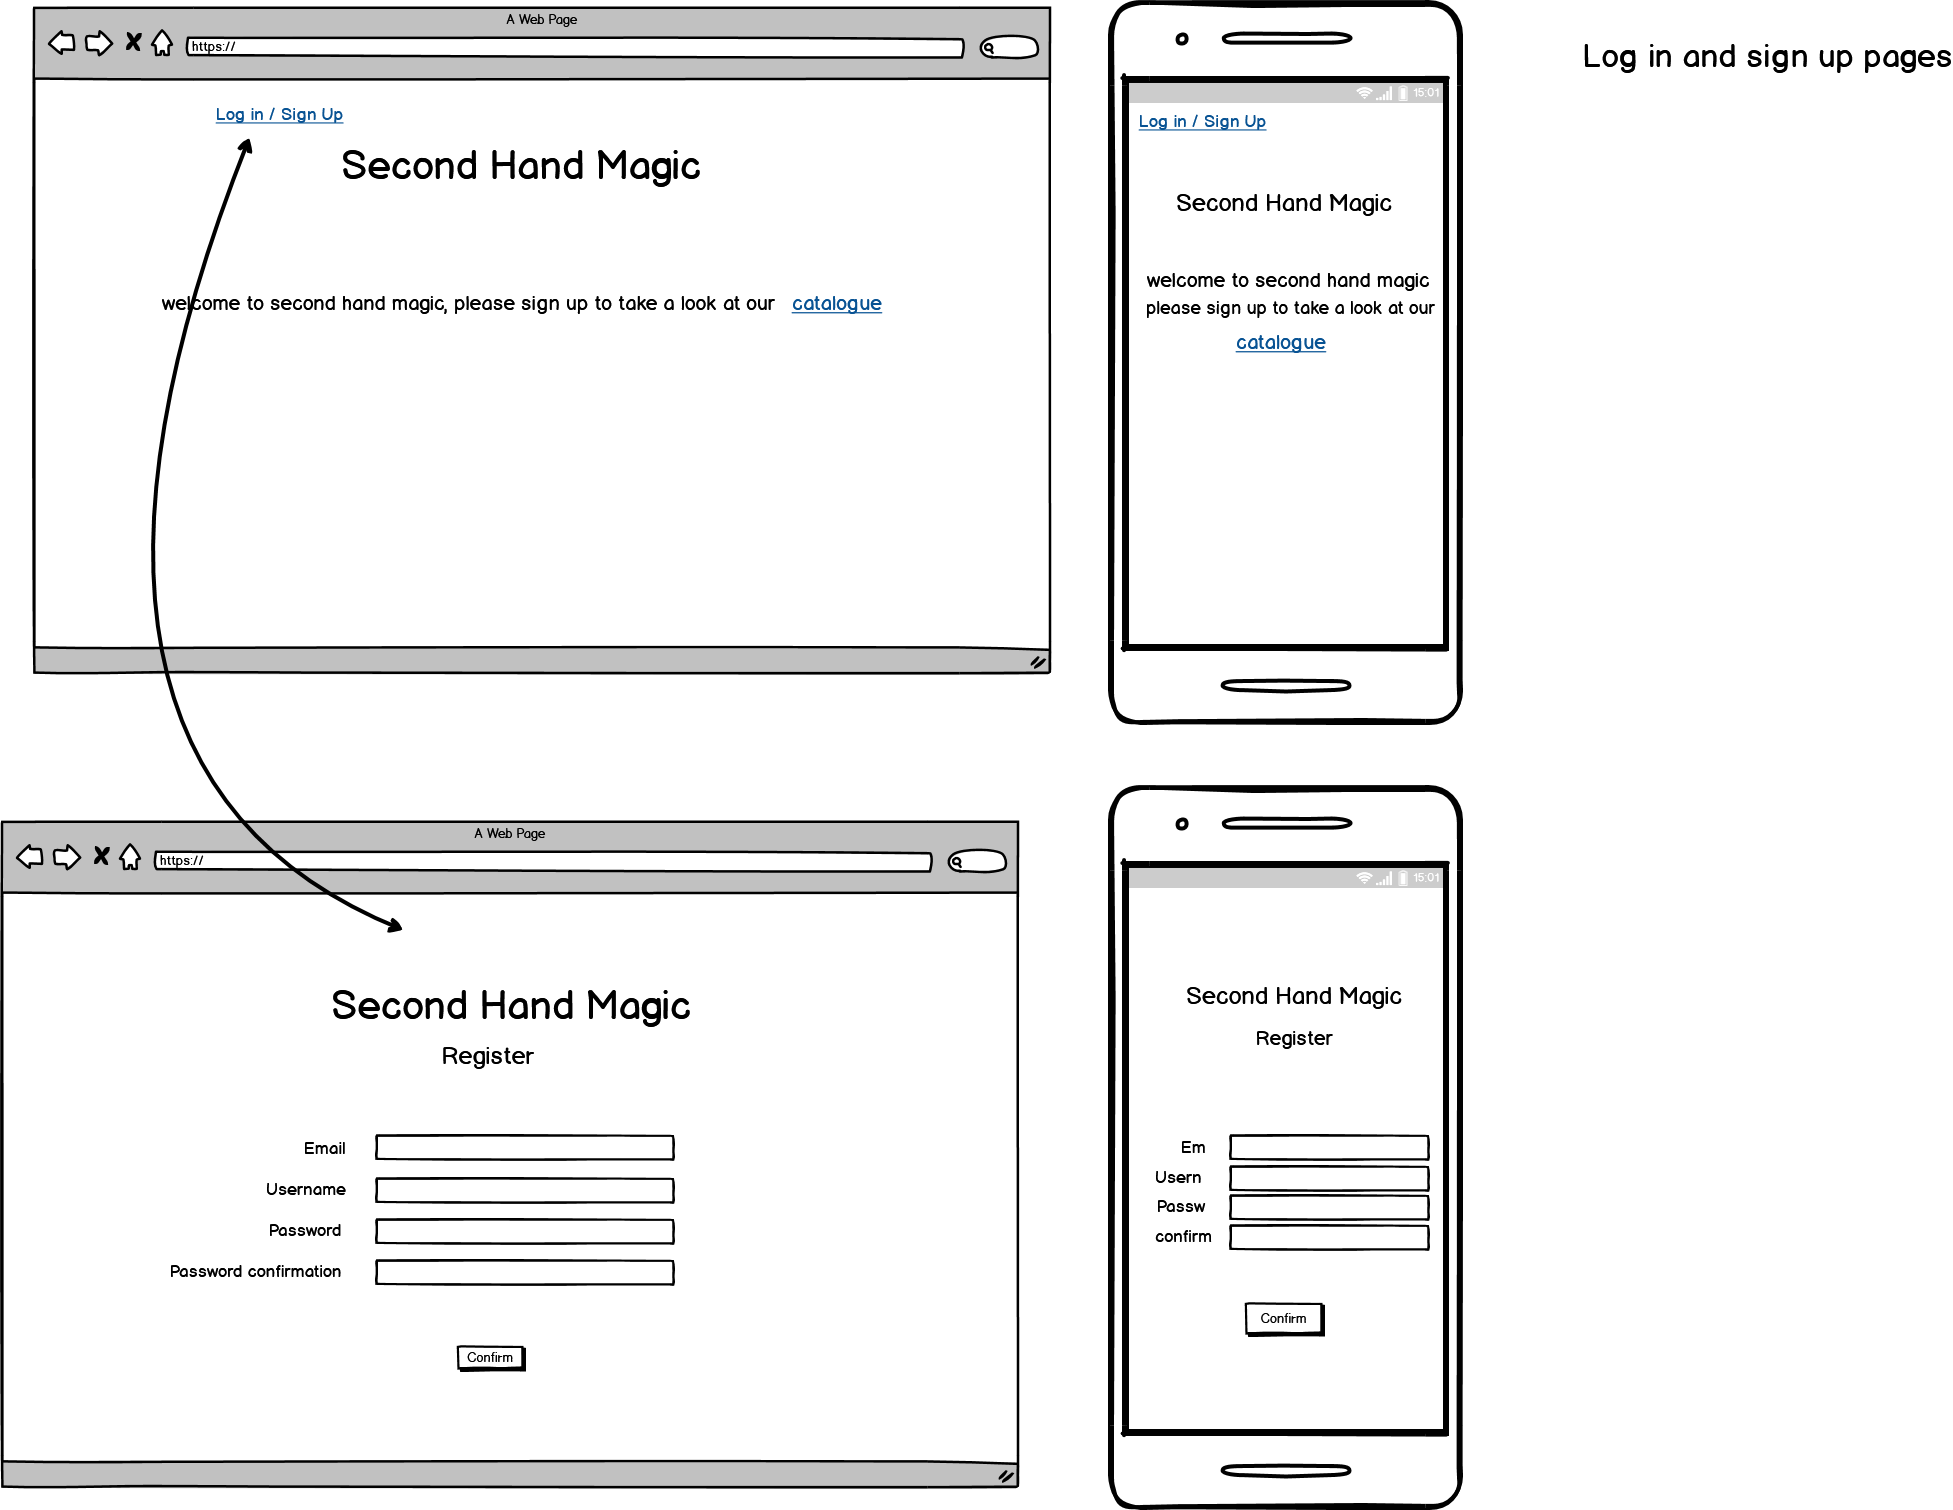 A Web Page
https://
Log in / Sign Up
Second Hand Magic
welcome to second hand magic, please sign up to take a look at our catalogue
15:01
Log in / Sign Up
Second Hand Magic
welcome to second hand magic
please sign up to take a look at our
catalogue
Log in and sign up pages
A Web Page
https://
Second Hand Magic
Register
Email
Username
Password
Password confirmation
Confirm
15:01
Second Hand Magic
Register
Em
Usern
Passw
confirm
Confirm